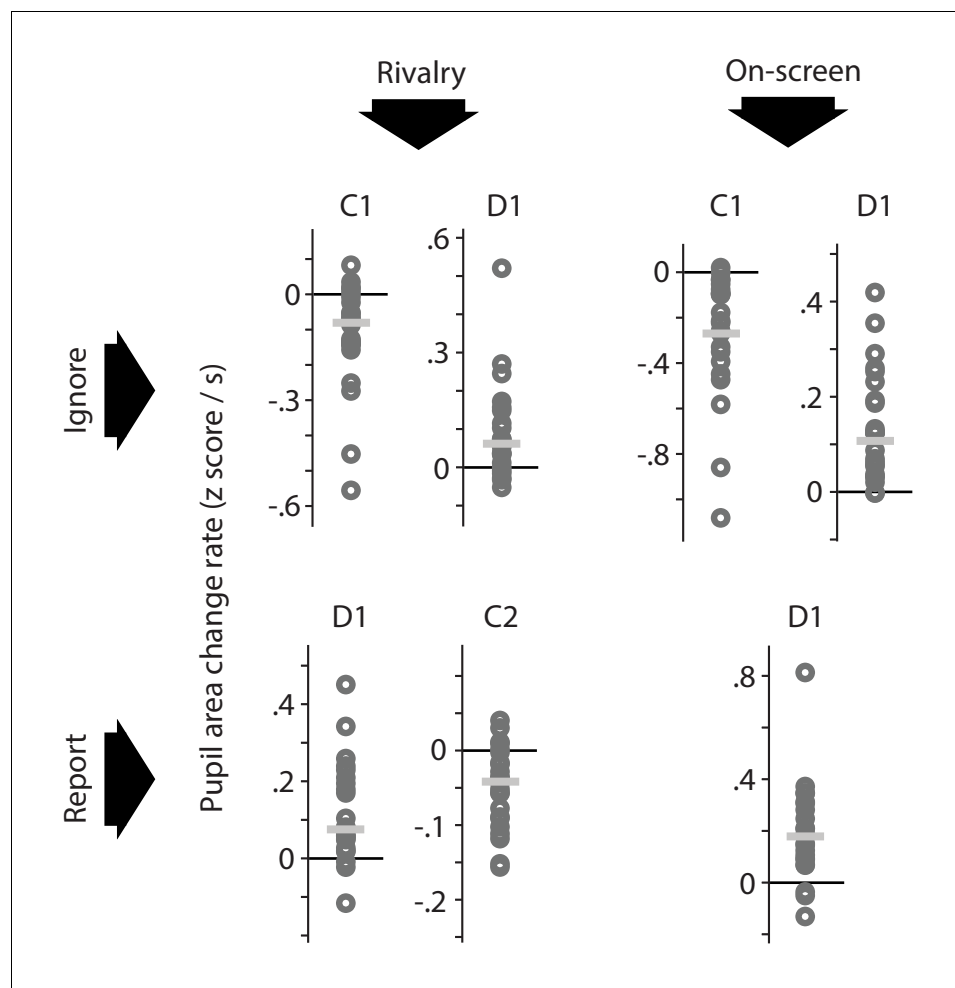 Rivalry
On-screen
C1
D1
C1
D1
.6
.3
0
0
-.3
-.6
0
-.4
-.8
.4
.2
0
Ignore
Pupil area change rate (z score / s)
Report
D1
C2
D1
.4
.2
0
0
-.1
-.2
.8
.4
0